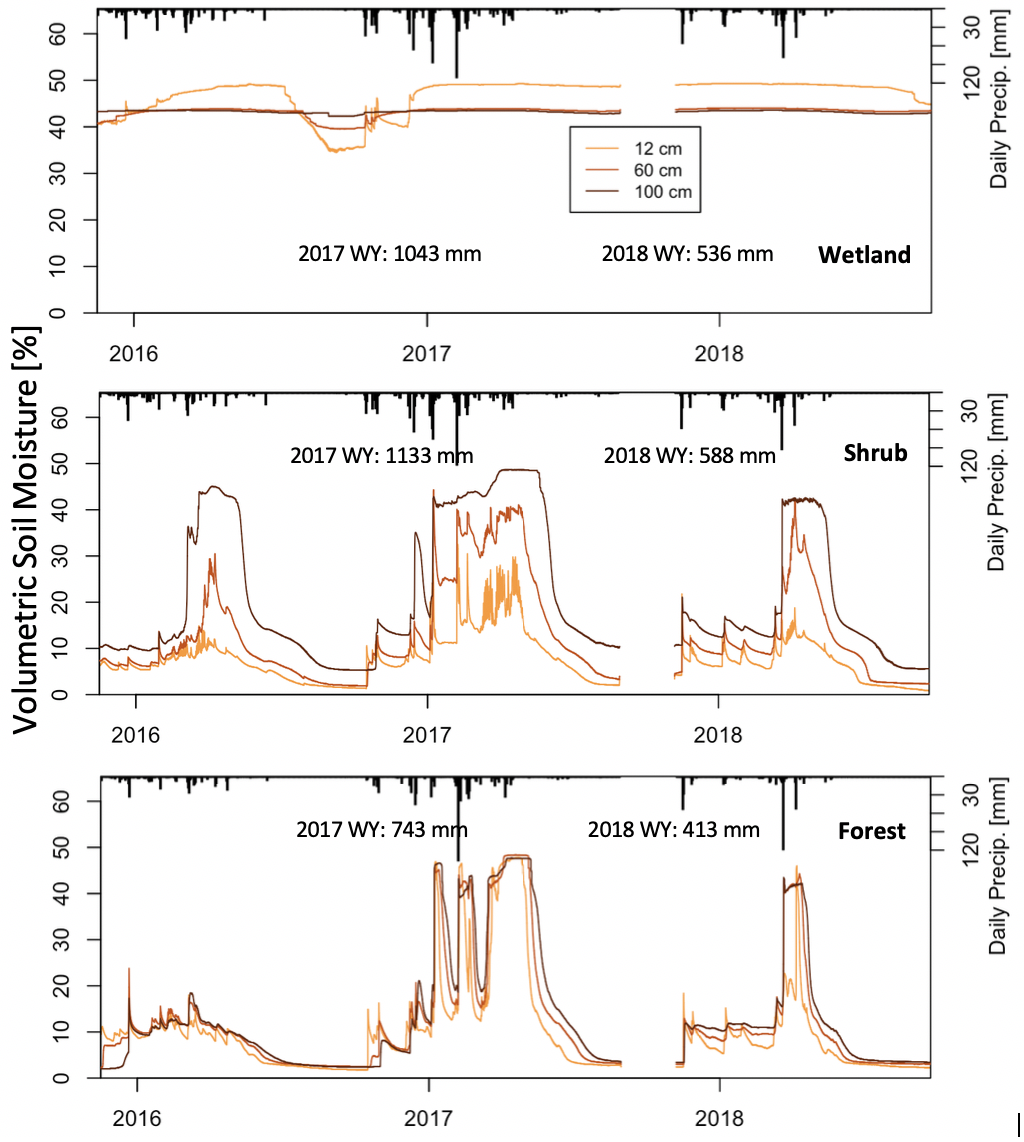 60
50
40
30
20
10
0
30
120
Daily Precip. [mm]
12 cm
60 cm
100 cm
2017 WY: 1043 mm
2018 WY: 536 mm
Wetland
2016
2017
2018
Volumetric Soil Moisture [%]
60
50
40
30
20
10
0
30
120
Daily Precip. [mm]
2017 WY: 1133 mm
2018 WY: 588 mm
Shrub
2016
2017
2018
60
50
40
30
20
10
0
30
120
Daily Precip. [mm]
2017 WY: 743 mm
2018 WY: 413 mm
Forest
2016
2017
2018